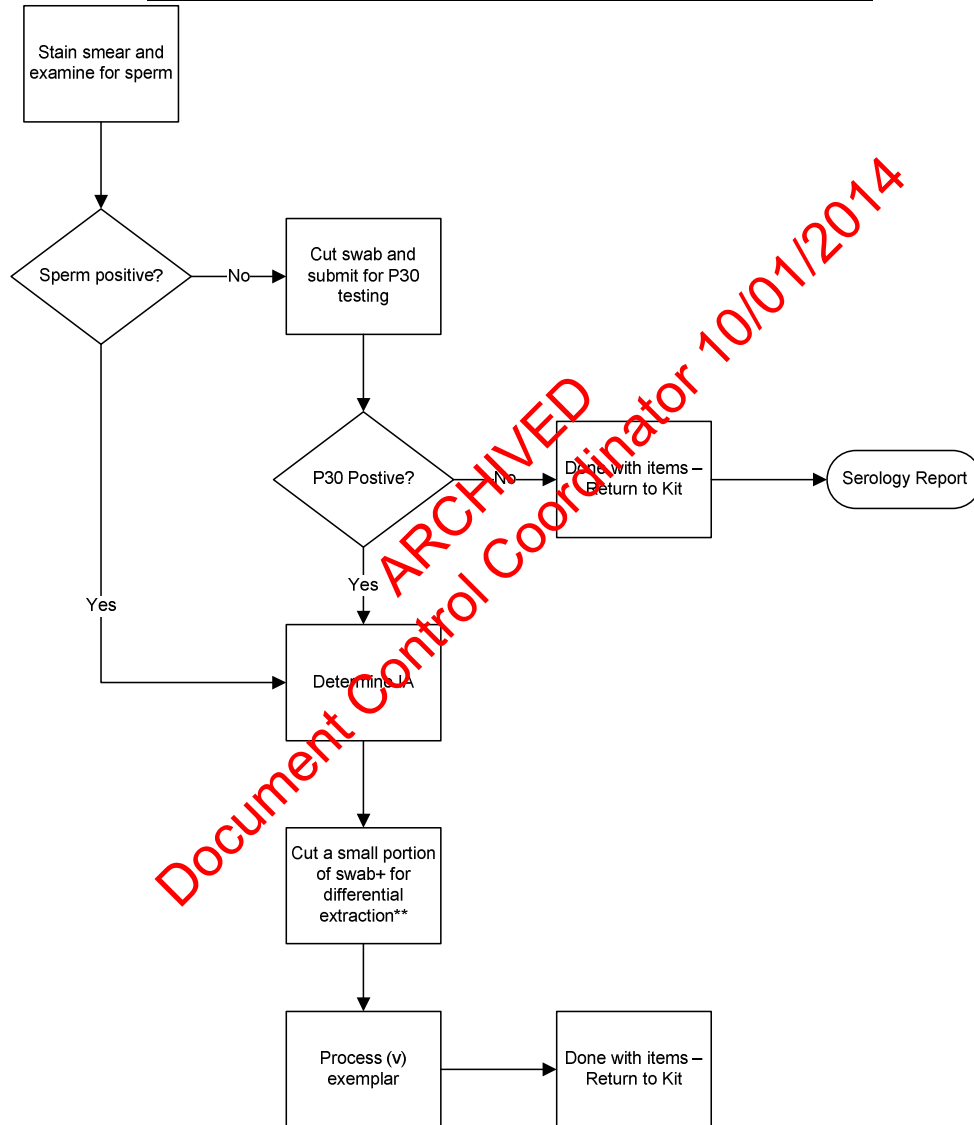 Stain smear and
examine for sperm
Sperm positive?
No
Cut swab and
submit for P30
testing
P30 Postive?
No
Done with items –
Return to Kit
Serology Report
Yes
Yes
Determine IA
Cut a small portion
of swab+ for
differential
extraction**
Process (v)
exemplar
Done with items –
Return to Kit
ARCHIVED
Document Control Coordinator 10/01/2014